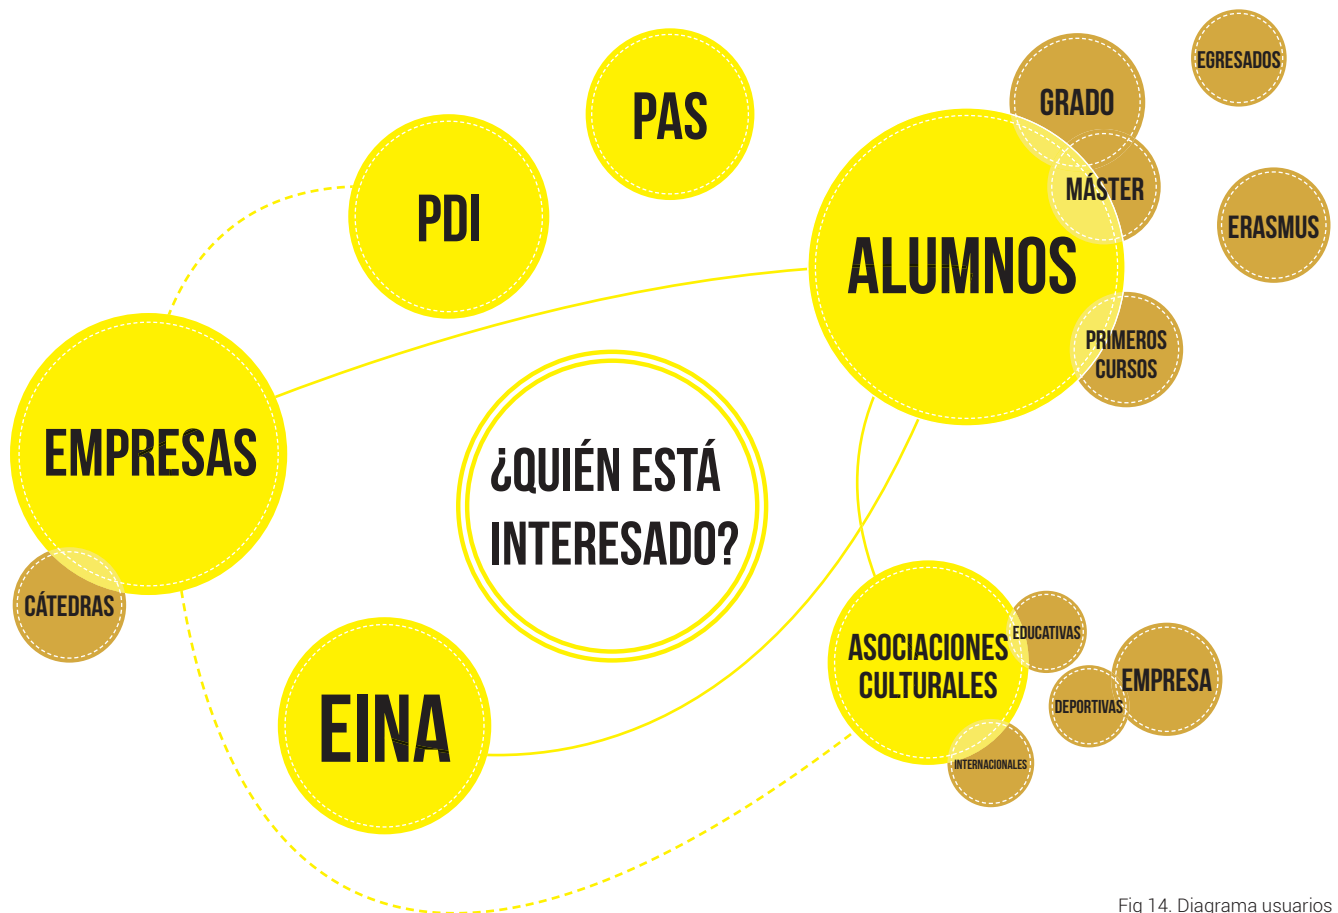 EGRESADOS
GRADO
PAS
MÁSTER
PDI
ERASMUS
ALUMNOS
PRIMEROS
CURSOS
EMPRESAS
¿QUIÉN ESTÁ
INTERESADO?
CÁTEDRAS
EINA
ASOCIACIONES
CULTURALES
EDUCATIVAS
EMPRESA
DEPORTIVAS
INTERNACIONALES
Fig 14. Diagrama usuarios